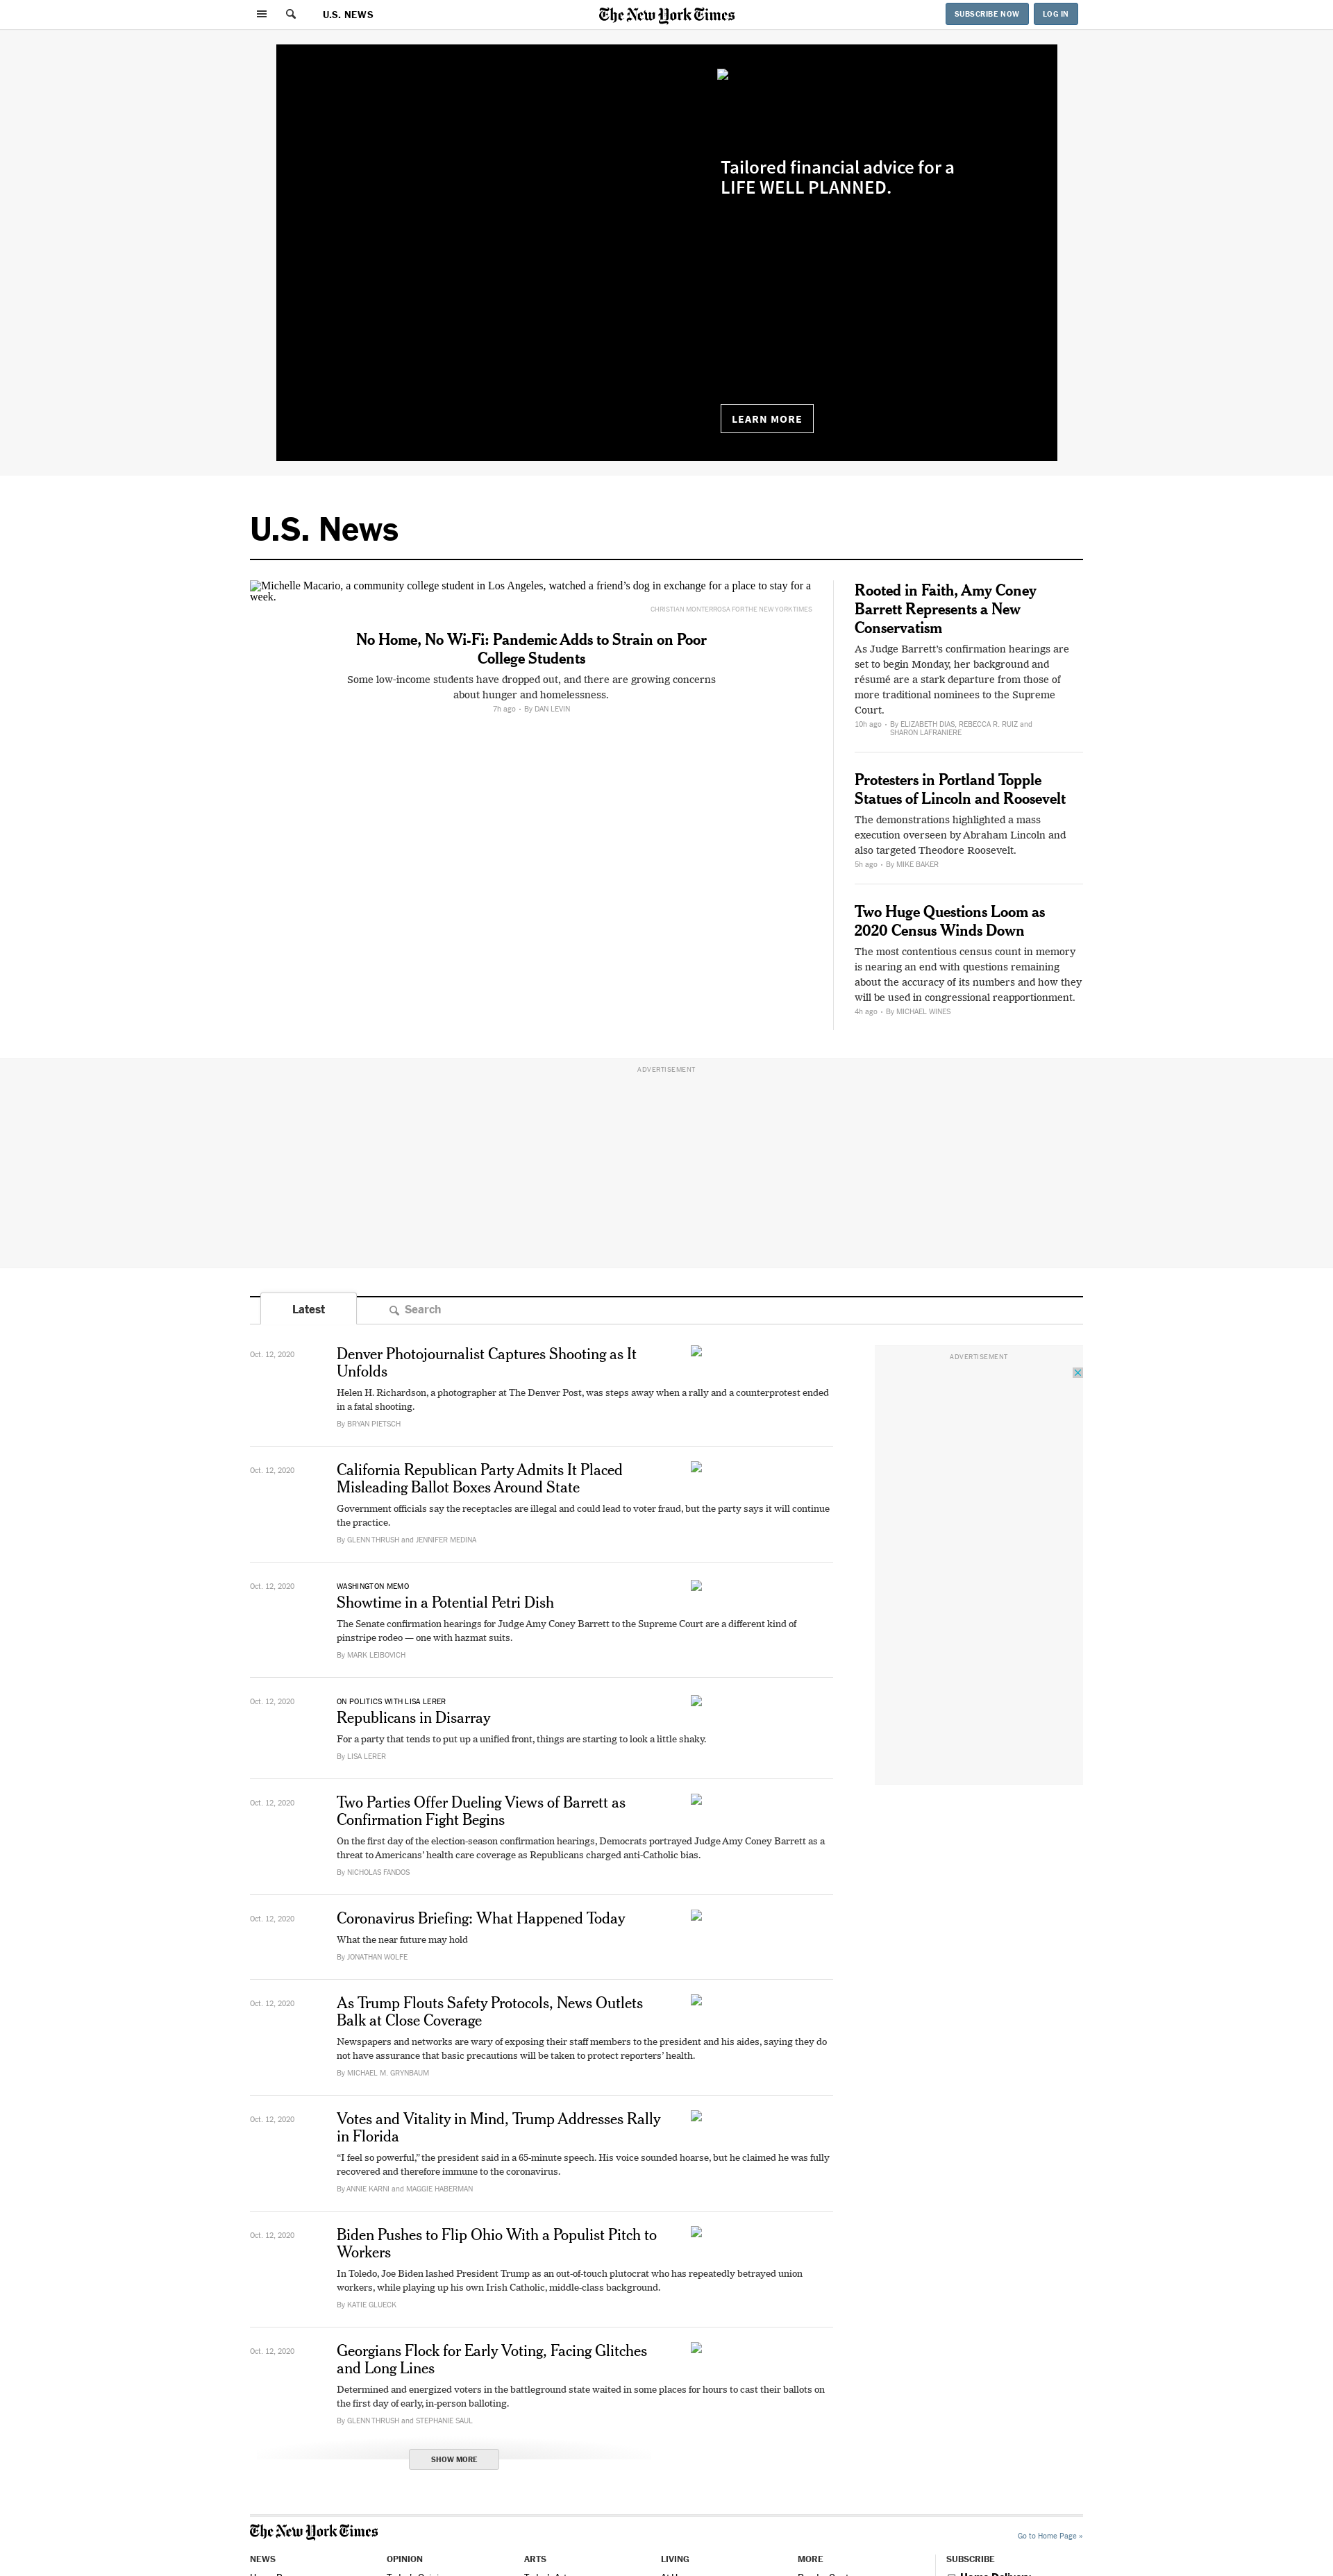 U.S. NEWS
The New York Times
SUBSCRIBE NOW
LOG IN
Tailored financial advice for a
LIFE WELL PLANNED.
LEARN MORE
U.S. News
Michelle Macario, a community college student in Los Angeles, watched a friend’s dog in exchange for a place to stay for a
week.
CHRISTIAN MONTERROSA FOR THE NEW YORK TIMES
No Home, No Wi-Fi: Pandemic Adds to Strain on Poor
College Students
Some low-income students have dropped out, and there are growing concerns
about hunger and homelessness.
7h ago • By DAN LEVIN
Rooted in Faith, Amy Coney
Barrett Represents a New
Conservatism
As Judge Barrett’s confirmation hearings are
set to begin Monday, her background and
résumé are a stark departure from those of
more traditional nominees to the Supreme
Court.
10h ago • By ELIZABETH DIAS, REBECCA R. RUIZ and
SHARON LAFRANIERE
Protesters in Portland Topple
Statues of Lincoln and Roosevelt
The demonstrations highlighted a mass
execution overseen by Abraham Lincoln and
also targeted Theodore Roosevelt.
5h ago • By MIKE BAKER
Two Huge Questions Loom as
2020 Census Winds Down
The most contentious census count in memory
is nearing an end with questions remaining
about the accuracy of its numbers and how they
will be used in congressional reapportionment.
4h ago • By MICHAEL WINES
ADVERTISEMENT
Latest
Search
ADVERTISEMENT
Oct. 12, 2020
Denver Photojournalist Captures Shooting as It
Unfolds
Helen H. Richardson, a photographer at The Denver Post, was steps away when a rally and a counterprotest ended
in a fatal shooting.
By BRYAN PIETSCH
Oct. 12, 2020
California Republican Party Admits It Placed
Misleading Ballot Boxes Around State
Government officials say the receptacles are illegal and could lead to voter fraud, but the party says it will continue
the practice.
By GLENN THRUSH and JENNIFER MEDINA
Oct. 12, 2020
WASHINGTON MEMO
Showtime in a Potential Petri Dish
The Senate confirmation hearings for Judge Amy Coney Barrett to the Supreme Court are a different kind of
pinstripe rodeo — one with hazmat suits.
By MARK LEIBOVICH
Oct. 12, 2020
ON POLITICS WITH LISA LERER
Republicans in Disarray
For a party that tends to put up a unified front, things are starting to look a little shaky.
By LISA LERER
Oct. 12, 2020
Two Parties Offer Dueling Views of Barrett as
Confirmation Fight Begins
On the first day of the election-season confirmation hearings, Democrats portrayed Judge Amy Coney Barrett as a
threat to Americans’ health care coverage as Republicans charged anti-Catholic bias.
By NICHOLAS FANDOS
Oct. 12, 2020
Coronavirus Briefing: What Happened Today
What the near future may hold
By JONATHAN WOLFE
Oct. 12, 2020
As Trump Flouts Safety Protocols, News Outlets
Balk at Close Coverage
Newspapers and networks are wary of exposing their staff members to the president and his aides, saying they do
not have assurance that basic precautions will be taken to protect reporters’ health.
By MICHAEL M. GRYNBAUM
Oct. 12, 2020
Votes and Vitality in Mind, Trump Addresses Rally
in Florida
“I feel so powerful,” the president said in a 65-minute speech. His voice sounded hoarse, but he claimed he was fully
recovered and therefore immune to the coronavirus.
By ANNIE KARNI and MAGGIE HABERMAN
Oct. 12, 2020
Biden Pushes to Flip Ohio With a Populist Pitch to
Workers
In Toledo, Joe Biden lashed President Trump as an out-of-touch plutocrat who has repeatedly betrayed union
workers, while playing up his own Irish Catholic, middle-class background.
By KATIE GLUECK
Oct. 12, 2020
Georgians Flock for Early Voting, Facing Glitches
and Long Lines
Determined and energized voters in the battleground state waited in some places for hours to cast their ballots on
the first day of early, in-person balloting.
By GLENN THRUSH and STEPHANIE SAUL
SHOW MORE
The New York Times
Go to Home Page »
NEWS
OPINION
ARTS
LIVING
MORE
SUBSCRIBE